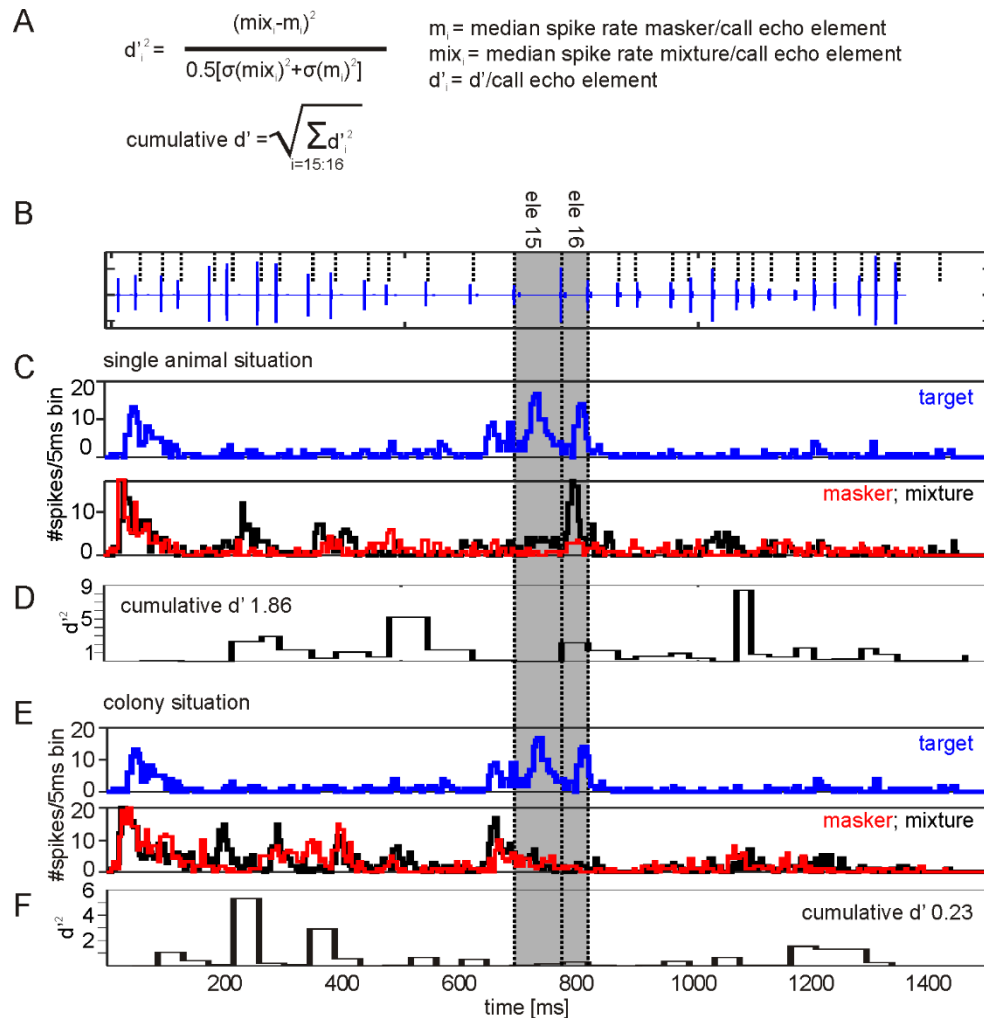 A
d'ᵢ² = (mixᵢ-mᵢ)² / 0.5[σ(mixᵢ)²+σ(mᵢ)²]
mᵢ = median spike rate masker/call echo element
mixᵢ = median spike rate mixture/call echo element
d'ᵢ = d'/call echo element
cumulative d' = √Σd'ᵢ²
i=15:16
B
ele 15
ele 16
C
single animal situation
20
10
0
target
#spikes/5ms bin
10
0
masker; mixture
D
9
5
1
d'²
cumulative d' 1.86
E
colony situation
20
10
0
target
#spikes/5ms bin
20
10
0
masker; mixture
F
6
4
2
d'²
cumulative d' 0.23
200 400 600 800 1000 1200 1400
time [ms]